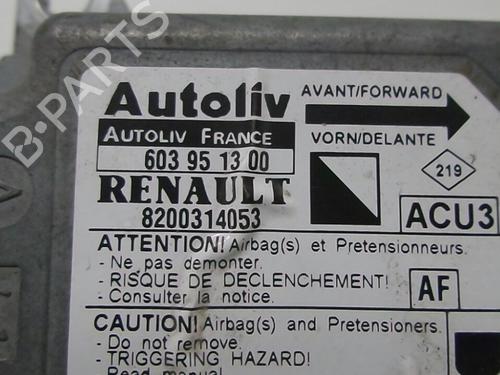 Autoliv
AVANT/FORWARD
AUTOLIV FRANCE
VORN/DELANTE
603 95 13 00
219
RENAULT
8200314053
ACU3
ATTENTION! Airbag(s) et Pretensionneurs.
- Ne pas demonter.
- RISQUE DE DECLENCHEMENT!
- Consulter la notice.
AF
CAUTION! Airbag(s) and Pretensioners.
- Do not remove.
- TRIGGERING HAZARD!
- Read manual.
B-PARTS